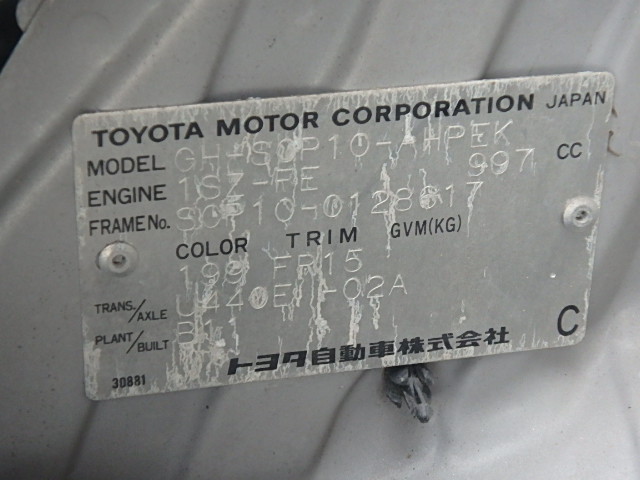 TOYOTA MOTOR CORPORATION JAPAN
MODEL GH-SCP10-AHPEK
ENGINE 1SZ-FE 997 CC
FRAME No. SCP10-0128617
COLOR TRIM GVM(KG)
199 FR15
TRANS./AXLE U440E -02A
PLANT/BUILT
C
トヨタ自動車株式会社
30881